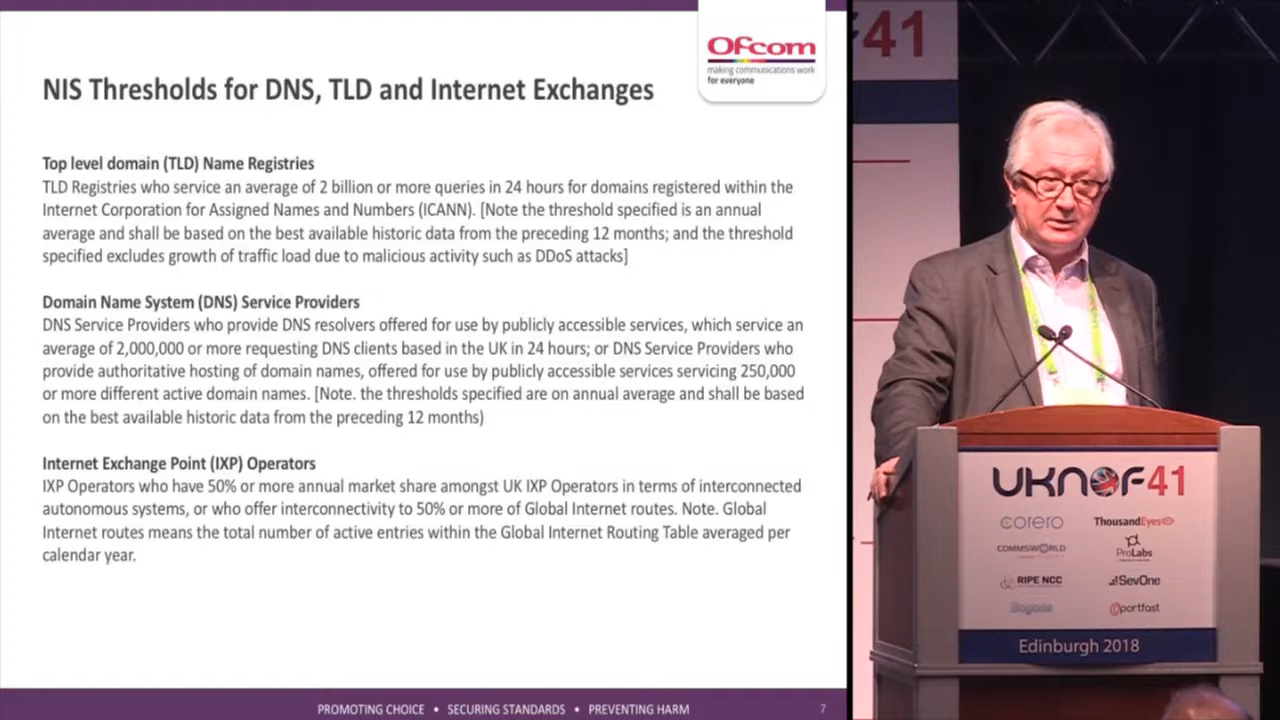 Ofcom
making communications work
for everyone
NIS Thresholds for DNS, TLD and Internet Exchanges
Top level domain (TLD) Name Registries
TLD Registries who service an average of 2 billion or more queries in 24 hours for domains registered within the
Internet Corporation for Assigned Names and Numbers (ICANN). [Note the threshold specified is an annual
average and shall be based on the best available historic data from the preceding 12 months; and the threshold
specified excludes growth of traffic load due to malicious activity such as DDoS attacks]
Domain Name System (DNS) Service Providers
DNS Service Providers who provide DNS resolvers offered for use by publicly accessible services, which service an
average of 2,000,000 or more requesting DNS clients based in the UK in 24 hours; or DNS Service Providers who
provide authoritative hosting of domain names, offered for use by publicly accessible services servicing 250,000
or more different active domain names. [Note. the thresholds specified are on annual average and shall be based
on the best available historic data from the preceding 12 months)
Internet Exchange Point (IXP) Operators
IXP Operators who have 50% or more annual market share amongst UK IXP Operators in terms of interconnected
autonomous systems, or who offer interconnectivity to 50% or more of Global Internet routes. Note. Global
Internet routes means the total number of active entries within the Global Internet Routing Table averaged per
calendar year.
PROMOTING CHOICE • SECURING STANDARDS • PREVENTING HARM
7
41
UKNOF41
corero
ThousandEyes
COMMSWORLD
ProLabs
RIPE NCC
SevOne
Bogons
portfast
Edinburgh 2018